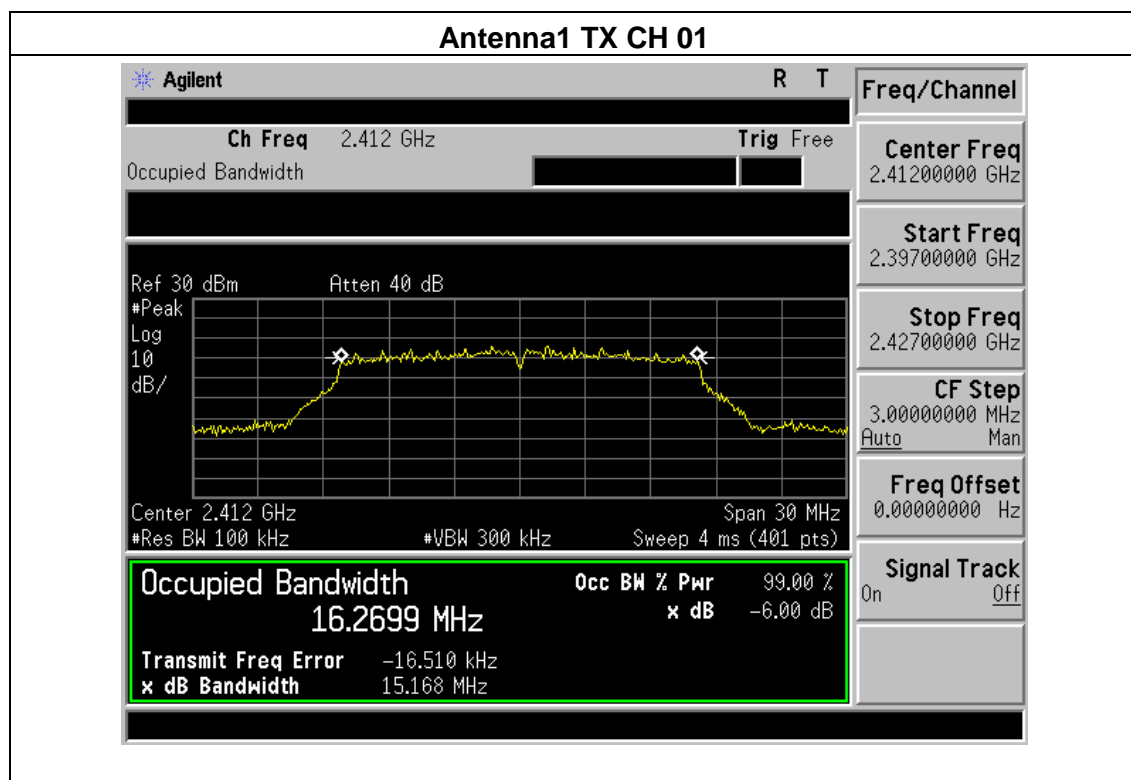 Antenna1 TX CH 01
Agilent R T
Ch Freq 2.412 GHz Trig Free
Occupied Bandwidth
Ref 30 dBm Atten 40 dB
#Peak
Log
10
dB/
Center 2.412 GHz Span 30 MHz
#Res BW 100 kHz #VBW 300 kHz Sweep 4 ms (401 pts)
Occupied Bandwidth Occ BW % Pwr 99.00 %
16.2699 MHz x dB -6.00 dB
Transmit Freq Error -16.510 kHz
x dB Bandwidth 15.168 MHz
Freq/Channel
Center Freq
2.41200000 GHz
Start Freq
2.39700000 GHz
Stop Freq
2.42700000 GHz
CF Step
3.00000000 MHz
Auto Man
Freq Offset
0.00000000 Hz
Signal Track
On Off